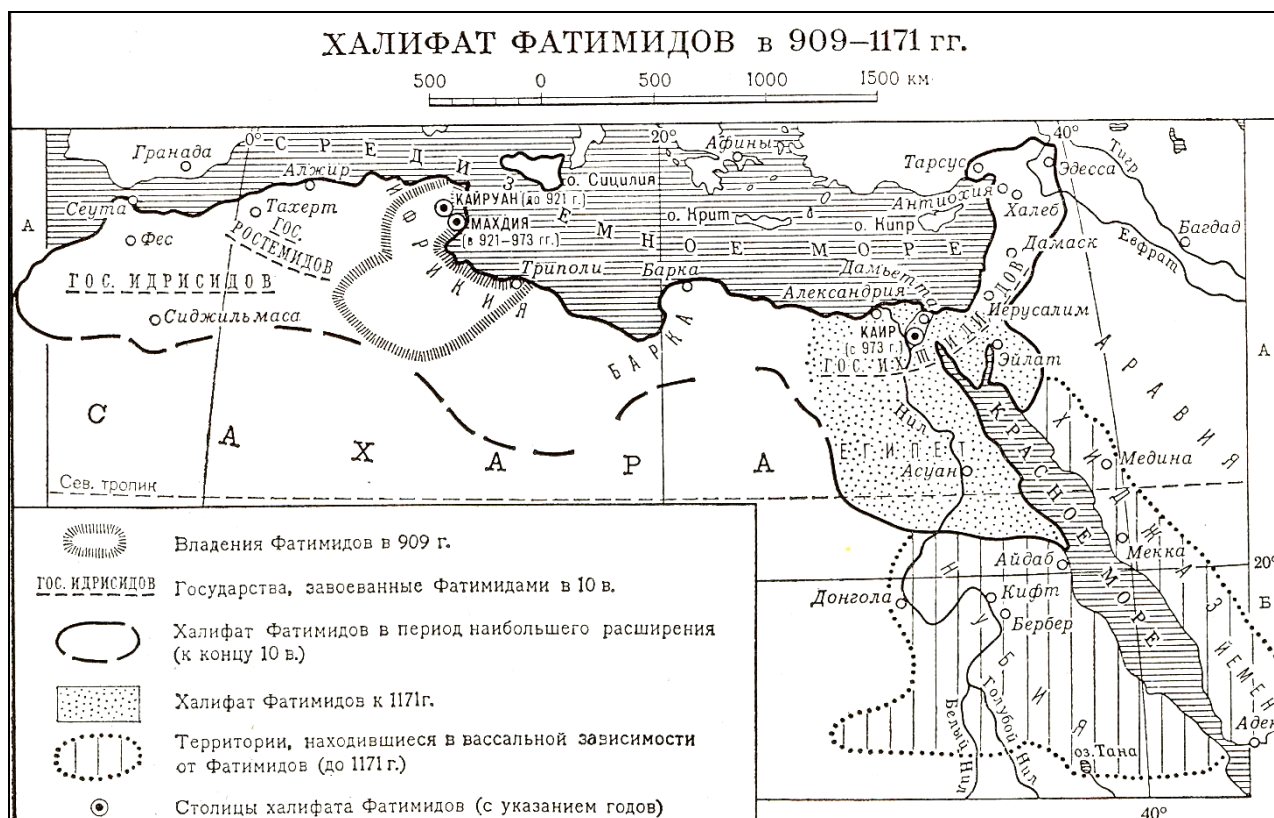 ХАЛИФАТ ФАТИМИДОВ в 909–1171 гг.
500 0 500 1000 1500 км
0°
20°
40°
Гранада
СРЕДИЗЕМНОЕ МОРЕ
Афины
Тарсус
Эдесса
Тигр
Алжир
о. Сицилия
Антиохия
Сеута
Тахерт
КАЙРУАН (до 921 г.)
о. Крит
Халеб
А
Фес
ГОС. РОСТЕМИДОВ
МАХДИЯ
(в 921–973 гг.)
о. Кипр
Дамаск
Багдад
Евфрат
ИФРИКИЯ
ГОС. ИДРИСИДОВ
Триполи
Барка
Дамьетта
Александрия
Иерусалим
Сиджильмаса
КАИР
(с 973 г.)
ГОС. ИХШИДИДОВ
Эйлат
А
БАРКА
АРАВИЯ
САХАРА
Нил
ЕГИПЕТ
Асуан
КРАСНОЕ МОРЕ
ХИДЖАЗ
Медина
Сев. тропик
Мекка
Айдаб
20°
Донгола
Кифт
Бербер
Б
НУБИЯ
ЙЕМЕН
Аден
Белый Нил
Голубой Нил
оз. Тана
40°
Владения Фатимидов в 909 г.
ГОС. ИДРИСИДОВ Государства, завоеванные Фатимидами в 10 в.
Халифат Фатимидов в период наибольшего расширения
(к концу 10 в.)
Халифат Фатимидов к 1171г.
Территории, находившиеся в вассальной зависимости
от Фатимидов (до 1171 г.)
Столицы халифата Фатимидов (с указанием годов)